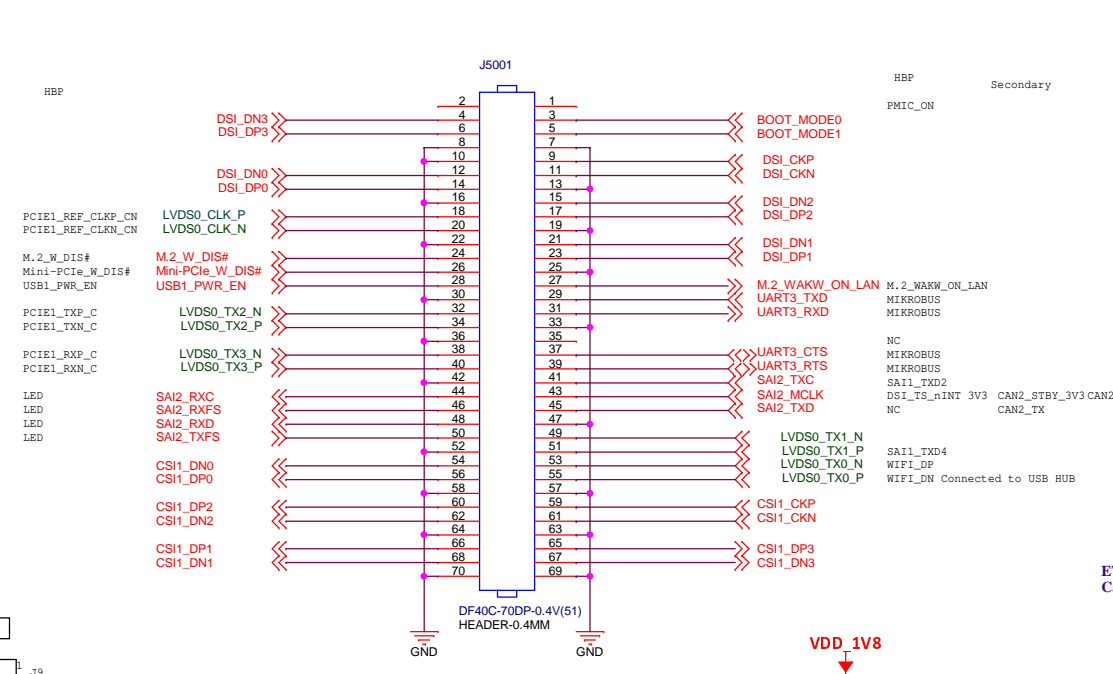 J5001
HBP
HBP
Secondary
2 1 PMIC_ON
DSI_DN3 4 3 BOOT_MODE0
DSI_DP3 6 5 BOOT_MODE1
8 7
10 9 DSI_CKP
DSI_DN0 12 11 DSI_CKN
DSI_DP0 14 13
16 15 DSI_DN2
PCIE1_REF_CLKP_CN LVDS0_CLK_P 18 17 DSI_DP2
PCIE1_REF_CLKN_CN LVDS0_CLK_N 20 19
22 21 DSI_DN1
M.2_W_DIS# M.2_W_DIS# 24 23 DSI_DP1
Mini-PCIe_W_DIS# Mini-PCIe_W_DIS# 26 25
USB1_PWR_EN USB1_PWR_EN 28 27 M.2_WAKW_ON_LAN M.2_WAKW_ON_LAN
30 29 UART3_TXD MIKROBUS
PCIE1_TXP_C LVDS0_TX2_N 32 31 UART3_RXD MIKROBUS
PCIE1_TXN_C LVDS0_TX2_P 34 33
36 35 NC
PCIE1_RXP_C LVDS0_TX3_N 38 37 UART3_CTS MIKROBUS
PCIE1_RXN_C LVDS0_TX3_P 40 39 UART3_RTS MIKROBUS
42 41 SAI2_TXC SAI1_TXD2
LED SAI2_RXC 44 43 SAI2_MCLK DSI_TS_nINT 3V3 CAN2_STBY_3V3 CAN2
LED SAI2_RXFS 46 45 SAI2_TXD NC CAN2_TX
LED SAI2_RXD 48 47
LED SAI2_TXFS 50 49 LVDS0_TX1_N
52 51 LVDS0_TX1_P SAI1_TXD4
CSI1_DN0 54 53 LVDS0_TX0_N WIFI_DP
CSI1_DP0 56 55 LVDS0_TX0_P WIFI_DN Connected to USB HUB
58 57
CSI1_DP2 60 59 CSI1_CKP
CSI1_DN2 62 61 CSI1_CKN
64 63
CSI1_DP1 66 65 CSI1_DP3
CSI1_DN1 68 67 CSI1_DN3
70 69
DF40C-70DP-0.4V(51)
HEADER-0.4MM
GND GND
VDD_1V8
1 J9